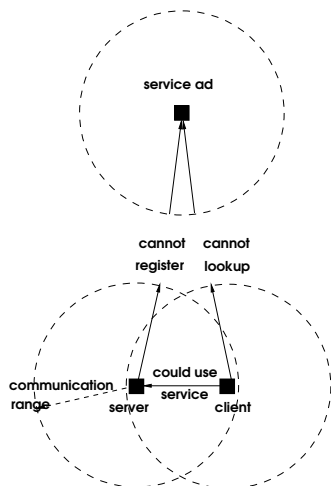 service ad
cannot cannot
register lookup
could use
service
communication
range
server
client